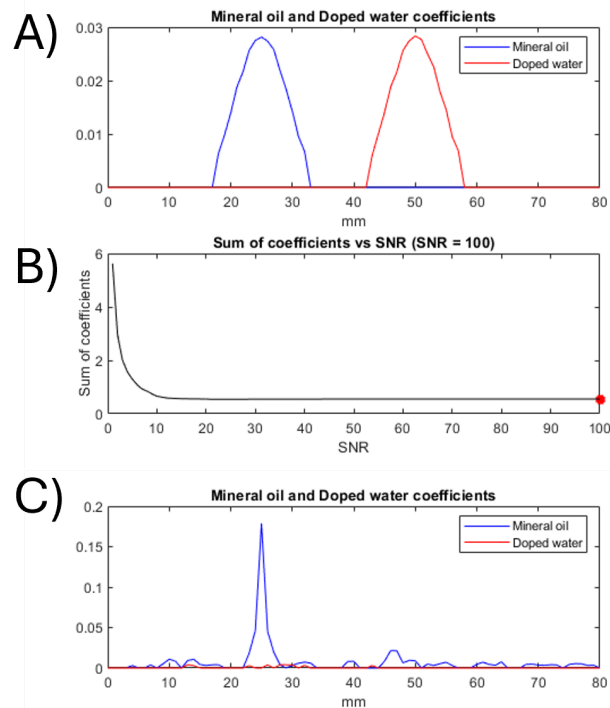 A)
Mineral oil and Doped water coefficients
0.03
0.02
0.01
0
Mineral oil
Doped water
0 10 20 30 40 50 60 70 80
mm
B)
Sum of coefficients vs SNR (SNR = 100)
Sum of coefficients
6
4
2
0
0 10 20 30 40 50 60 70 80 90 100
SNR
C)
Mineral oil and Doped water coefficients
0.2
0.15
0.1
0.05
0
Mineral oil
Doped water
0 10 20 30 40 50 60 70 80
mm